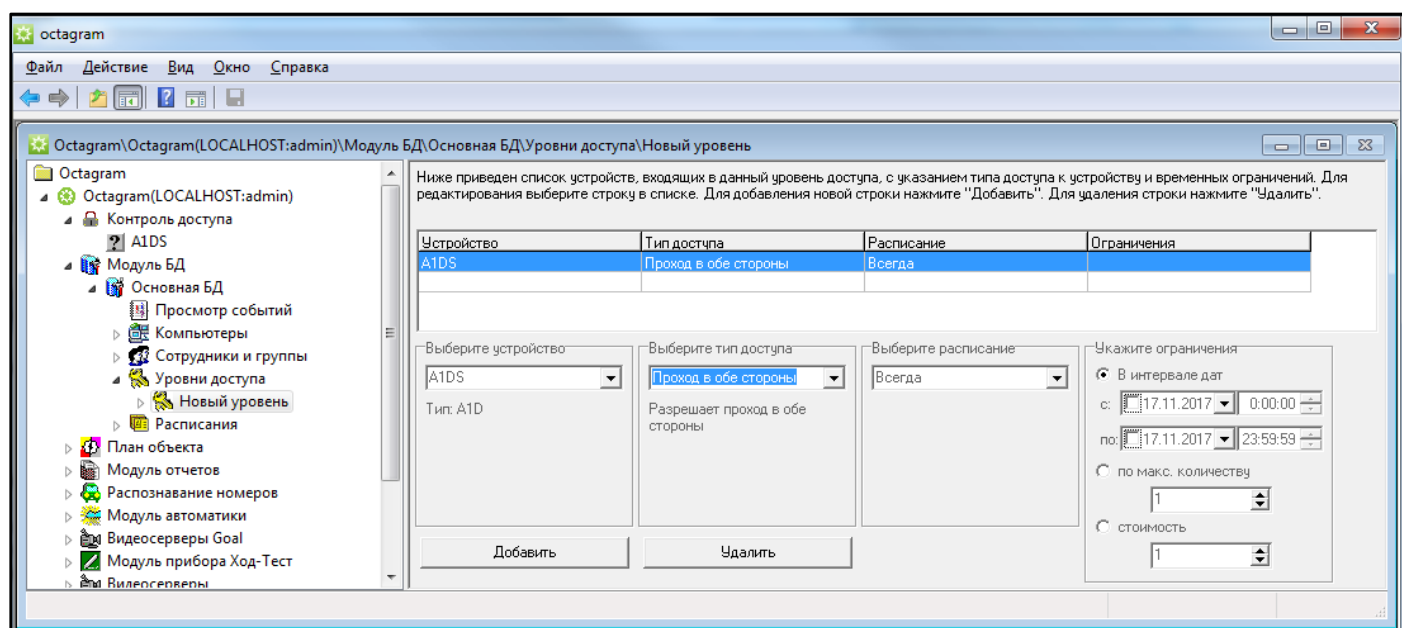 octagram
Файл Действие Вид Окно Справка
Octagram\Octagram(LOCALHOST:admin)\Модуль БД\Основная БД\Уровни доступа\Новый уровень
Octagram
Octagram(LOCALHOST:admin)
Контроль доступа
A1DS
Модуль БД
Основная БД
Просмотр событий
Компьютеры
Сотрудники и группы
Уровни доступа
Новый уровень
Расписания
План объекта
Модуль отчетов
Распознавание номеров
Модуль автоматики
Видеосерверы Goal
Модуль прибора Ход-Тест
Видеосерверы
Ниже приведен список устройств, входящих в данный уровень доступа, с указанием типа доступа к устройству и временных ограничений. Для
редактирования выберите строку в списке. Для добавления новой строки нажмите "Добавить". Для удаления строки нажмите "Удалить".
Устройство Тип доступа Расписание Ограничения
A1DS Проход в обе стороны Всегда
Выберите устройство
A1DS
Тип: A1D
Выберите тип доступа
Проход в обе стороны
Разрешает проход в обе
стороны
Выберите расписание
Всегда
Укажите ограничения
В интервале дат
с: 17.11.2017 0:00:00
по: 17.11.2017 23:59:59
по макс. количеству
1
стоимость
1
Добавить Удалить